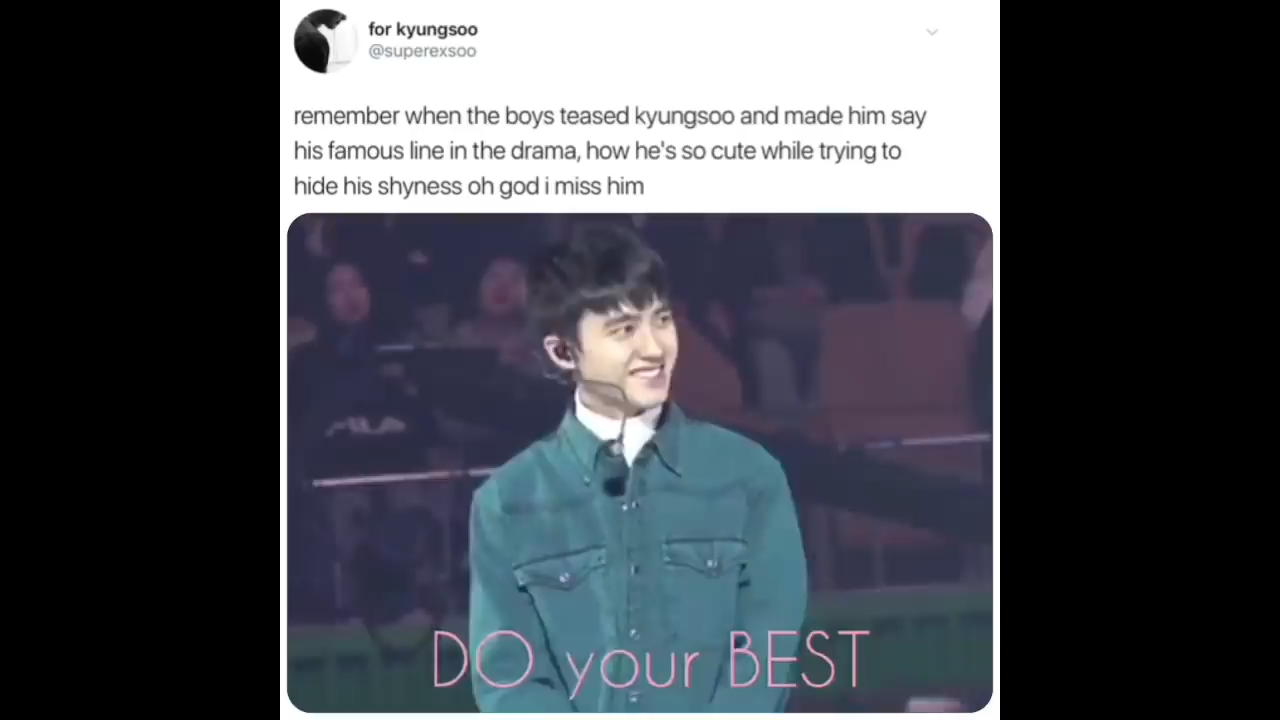 for kyungsoo
@superexsoo
remember when the boys teased kyungsoo and made him say
his famous line in the drama, how he's so cute while trying to
hide his shyness oh god i miss him
DO your BEST